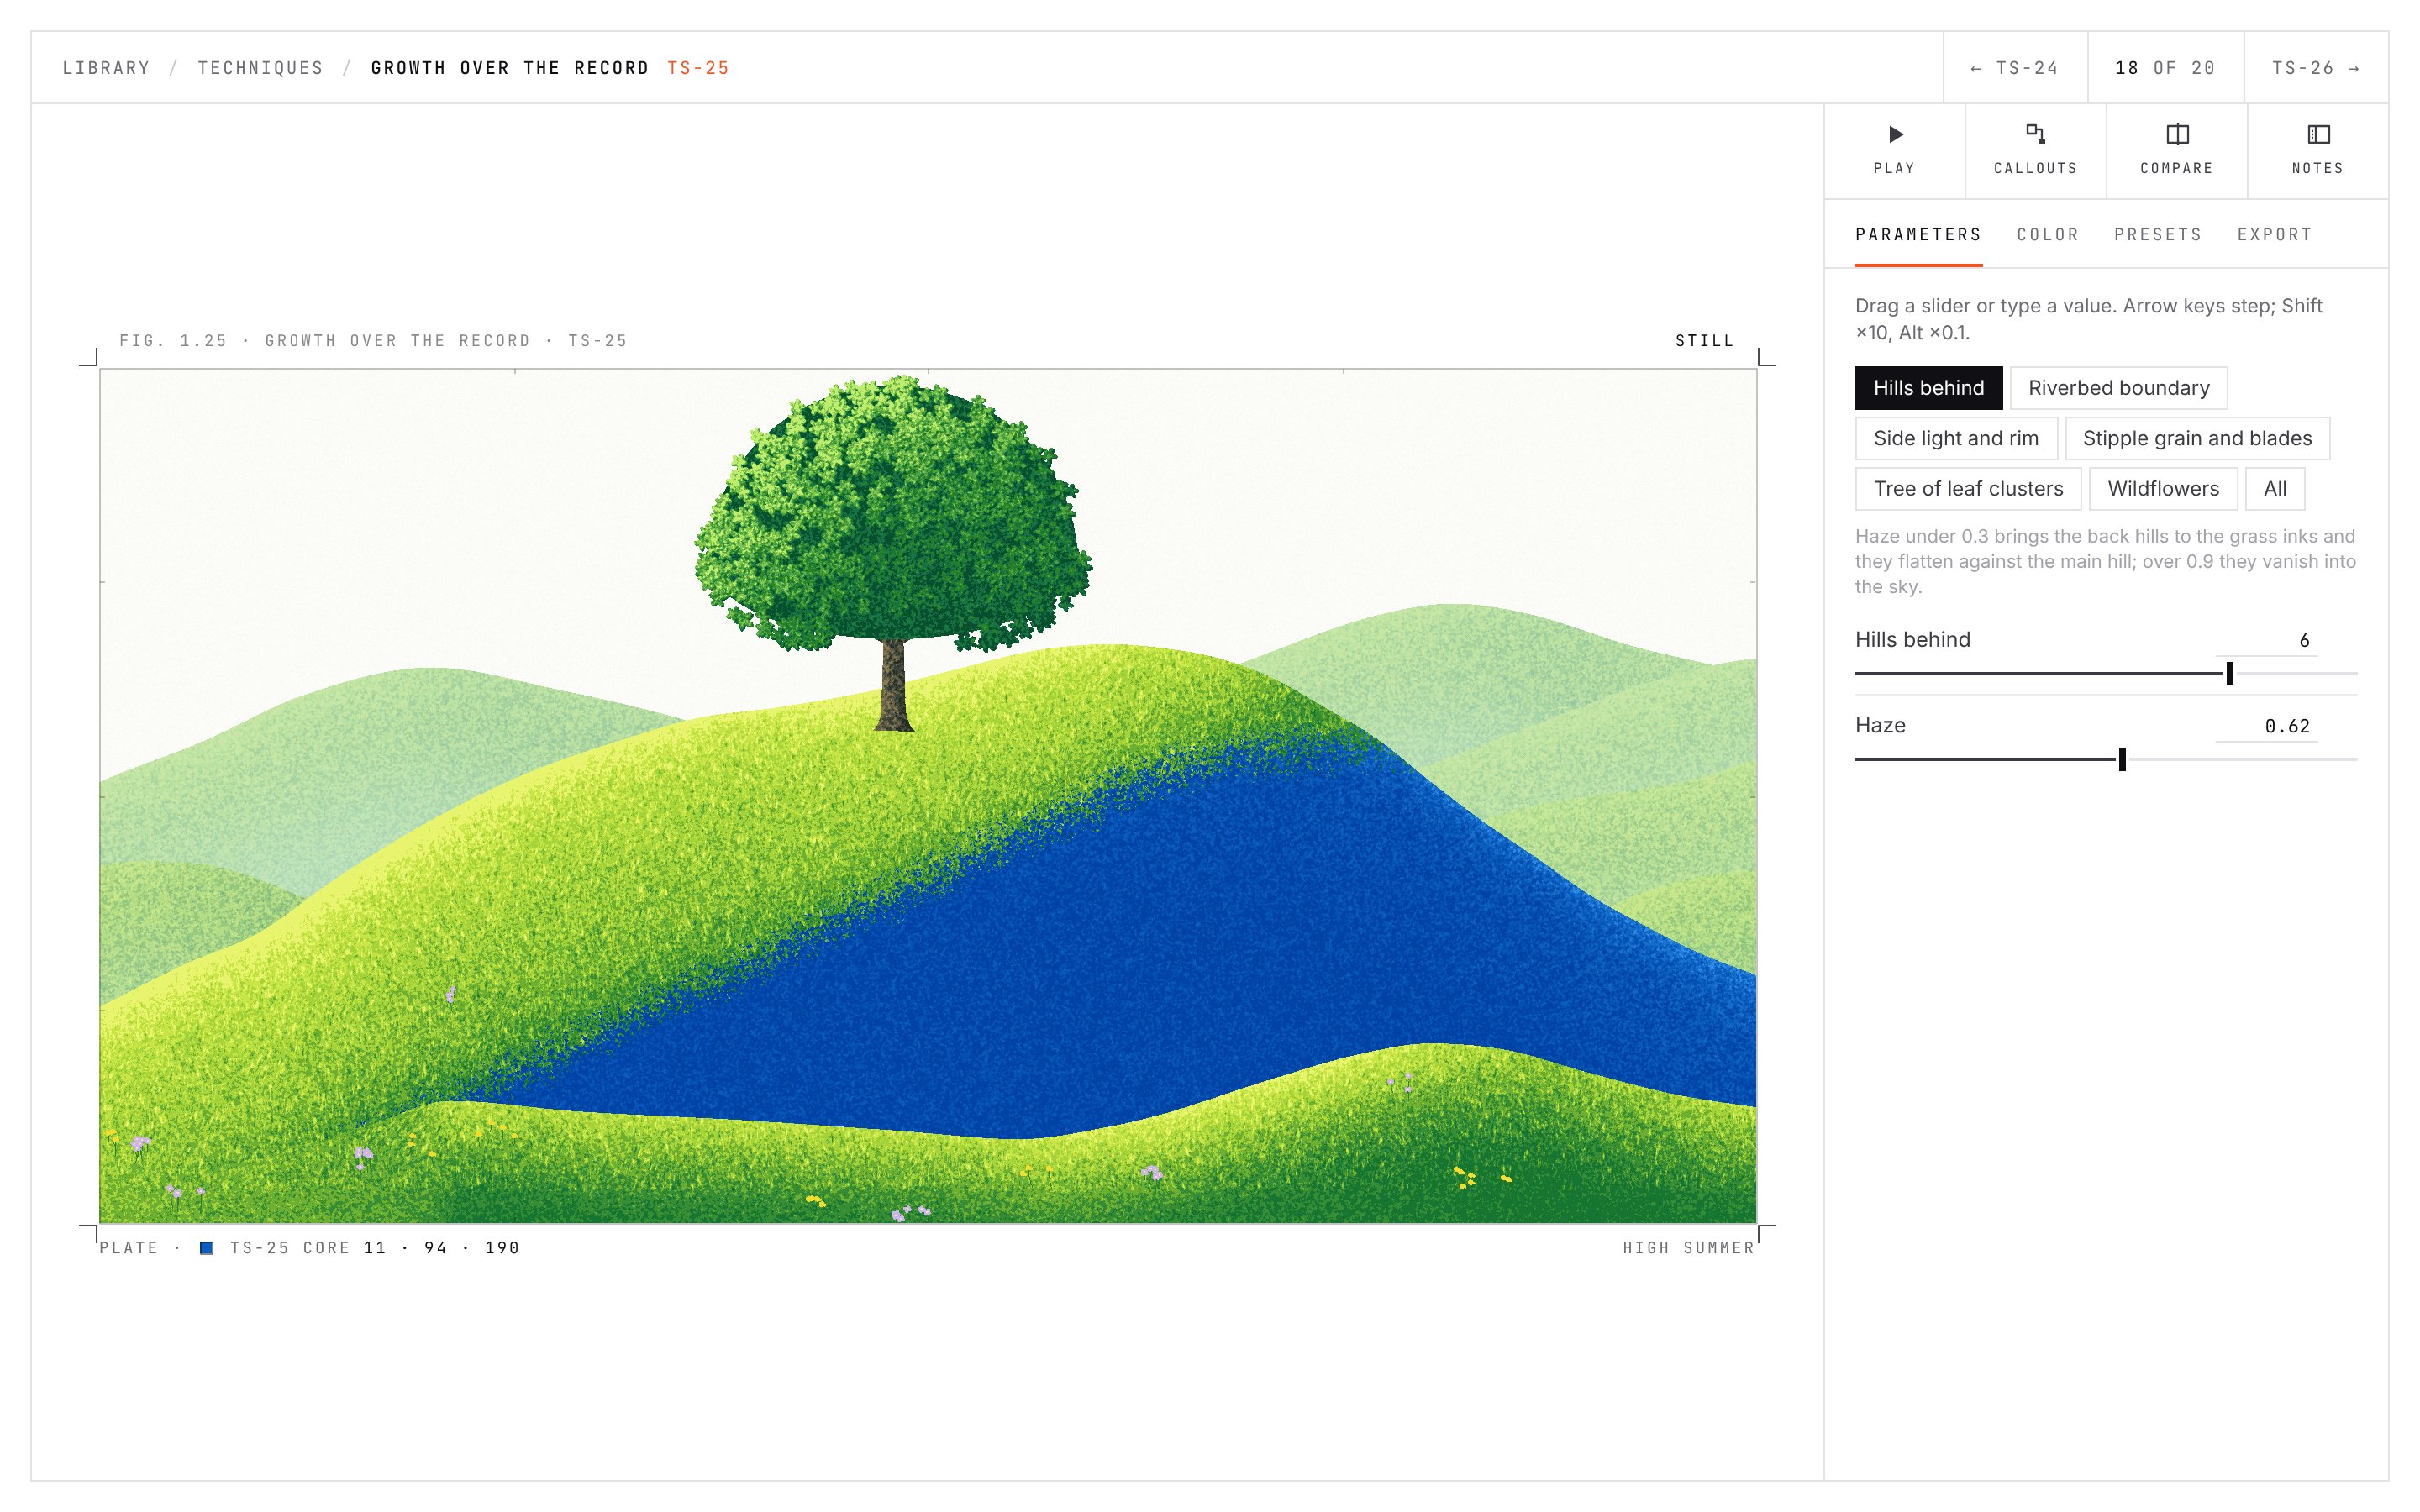 LIBRARY / TECHNIQUES / GROWTH OVER THE RECORD TS-25
← TS-24
18 OF 20
TS-26 →
PLAY
CALLOUTS
COMPARE
NOTES
PARAMETERS
COLOR
PRESETS
EXPORT
Drag a slider or type a value. Arrow keys step; Shift
×10, Alt ×0.1.
Hills behind
Riverbed boundary
Side light and rim
Stipple grain and blades
Tree of leaf clusters
Wildflowers
All
Haze under 0.3 brings the back hills to the grass inks and
they flatten against the main hill; over 0.9 they vanish into
the sky.
Hills behind
6
Haze
0.62
FIG. 1.25 · GROWTH OVER THE RECORD · TS-25
STILL
PLATE · TS-25 CORE 11 · 94 · 190
HIGH SUMMER